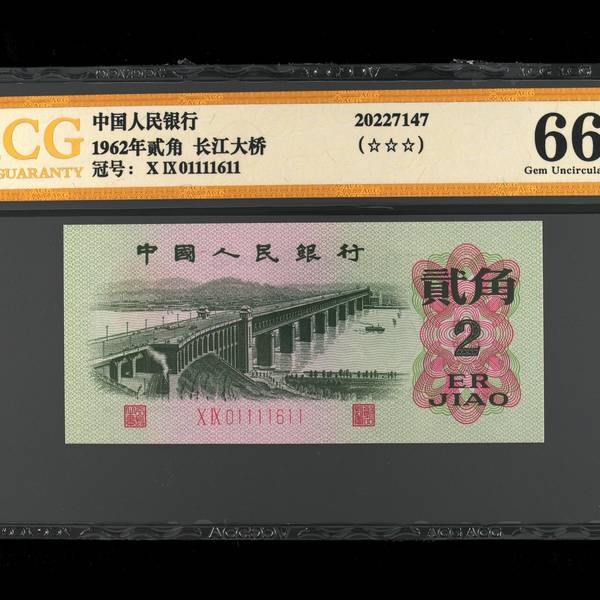 ACG
GUARANTY
中国人民银行
1962年贰角 长江大桥
冠号: X IX 01111611
20227147
(☆☆☆)
66
Gem Uncircula
中國人民銀行
貳角
2
ER
JIAO
X IX 01111611